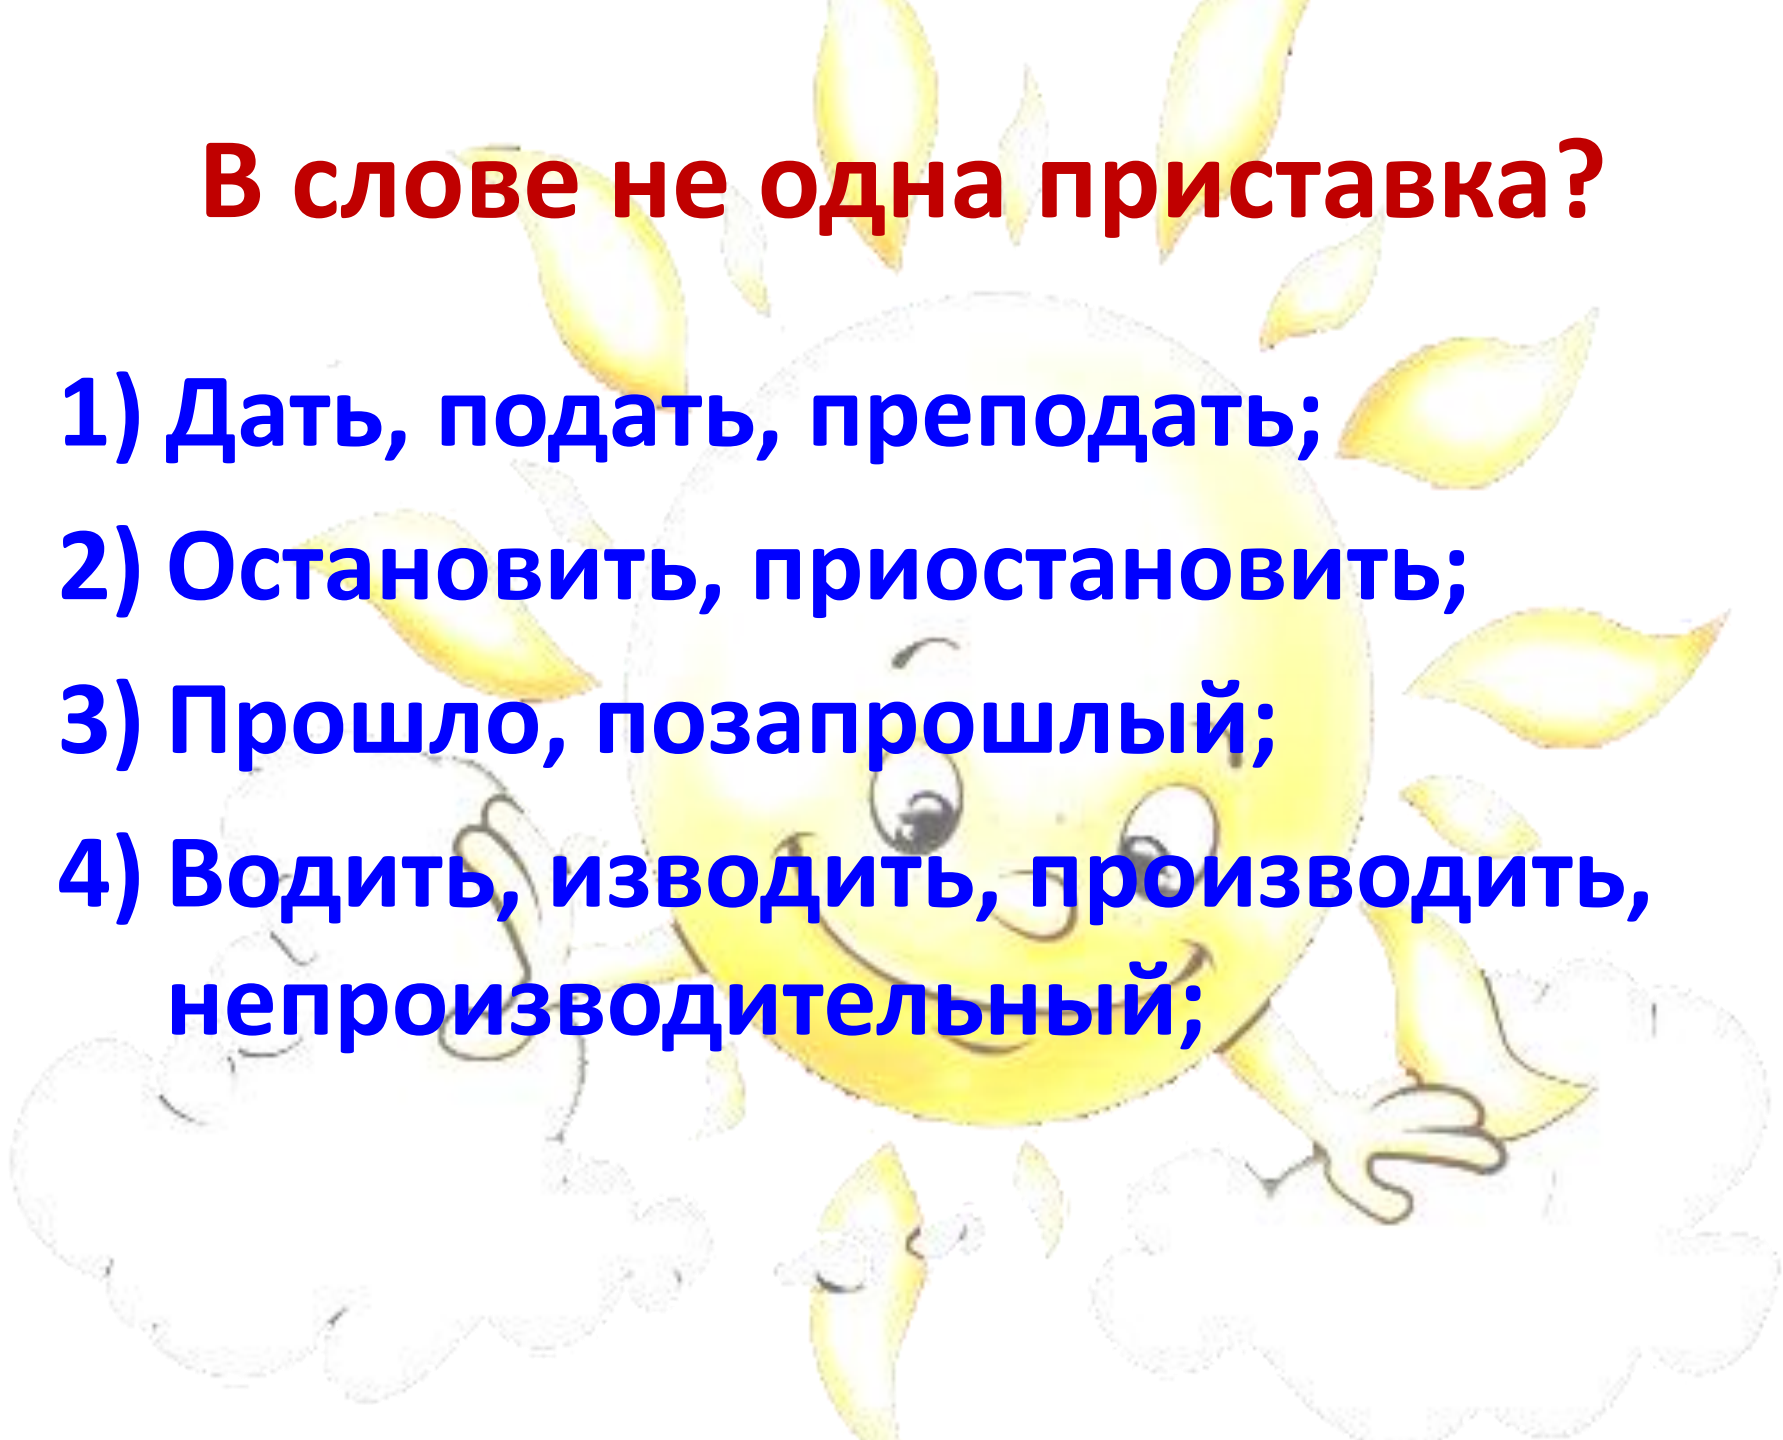 В слове не одна приставка?
1) Дать, подать, преподать;
2) Остановить, приостановить;
3) Прошло, позапрошлый;
4) Водить, изводить, производить,
непроизводительный;